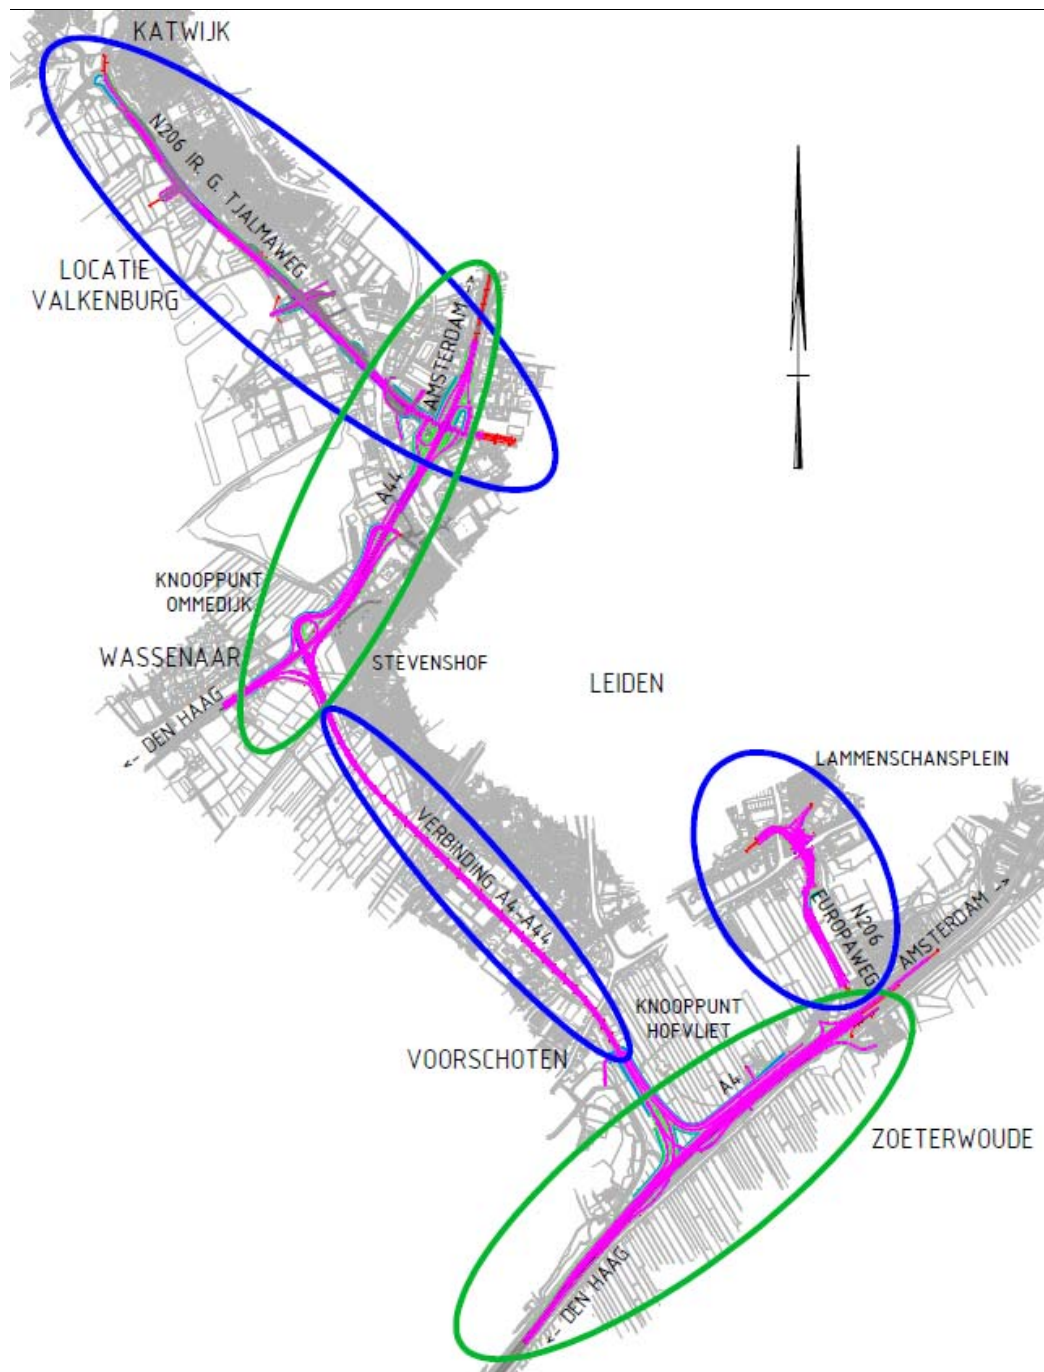 KATWIJK
N206 IR. G. TJALMAWEG
LOCATIE
VALKENBURG
AMSTERDAM ->
A44
KNOOPPUNT
OMMEDIJK
WASSENAAR
STEVENSHOF
LEIDEN
<- DEN HAAG
LAMMENSCHANSPLEIN
VERBINDING A4-A44
N206
EUROPAWEG
AMSTERDAM ->
KNOOPPUNT
HOFVLIET
VOORSCHOTEN
A4
ZOETERWOUDE
<- DEN HAAG